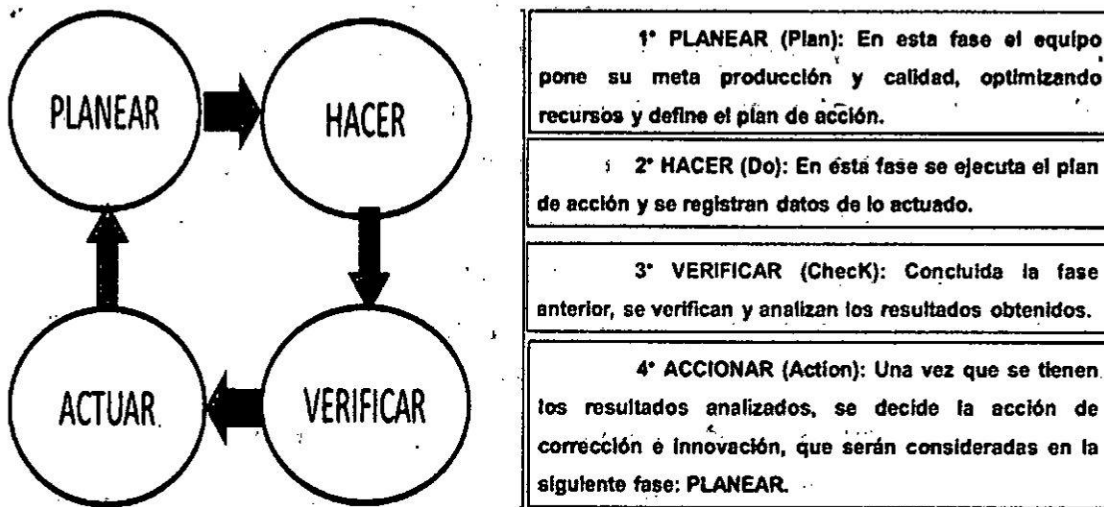 PLANEAR
HACER
ACTUAR
VERIFICAR
1° PLANEAR (Plan): En esta fase el equipo
pone su meta producción y calidad, optimizando
recursos y define el plan de acción.
2° HACER (Do): En ésta fase se ejecuta el plan
de acción y se registran datos de lo actuado.
3° VERIFICAR (ChecK): Concluida la fase
anterior, se verifican y analizan los resultados obtenidos.
4° ACCIONAR (Action): Una vez que se tienen
los resultados analizados, se decide la acción de
corrección e innovación, que serán consideradas en la
siguiente fase: PLANEAR.